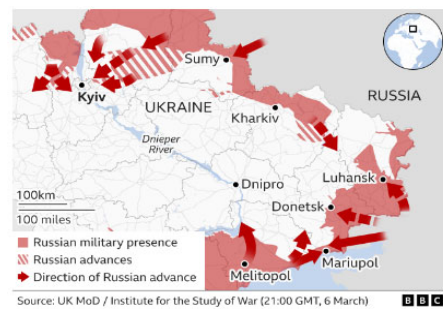 Sumy
Kyiv
UKRAINE
RUSSIA
Kharkiv
Dnieper
River
Luhansk
Dnipro
Donetsk
100km
100 miles
Russian military presence
Russian advances
Direction of Russian advance
Melitopol
Mariupol
Source: UK MoD / Institute for the Study of War (21:00 GMT, 6 March)
BBC